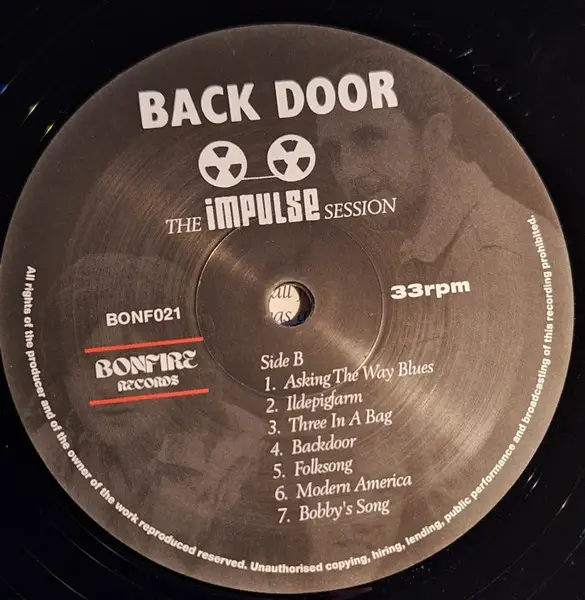 BACK DOOR
THE iMPULSE SESSION
33rpm
BONF021
BONFIRE
RECORDS
Side B
1. Asking The Way Blues
2. Ildepigfarm
3. Three In A Bag
4. Backdoor
5. Folksong
6. Modern America
7. Bobby's Song
All rights of the producer and of the owner of the work reproduced reserved. Unauthorised copying, hiring, lending, public performance and broadcasting of this recording prohibited.